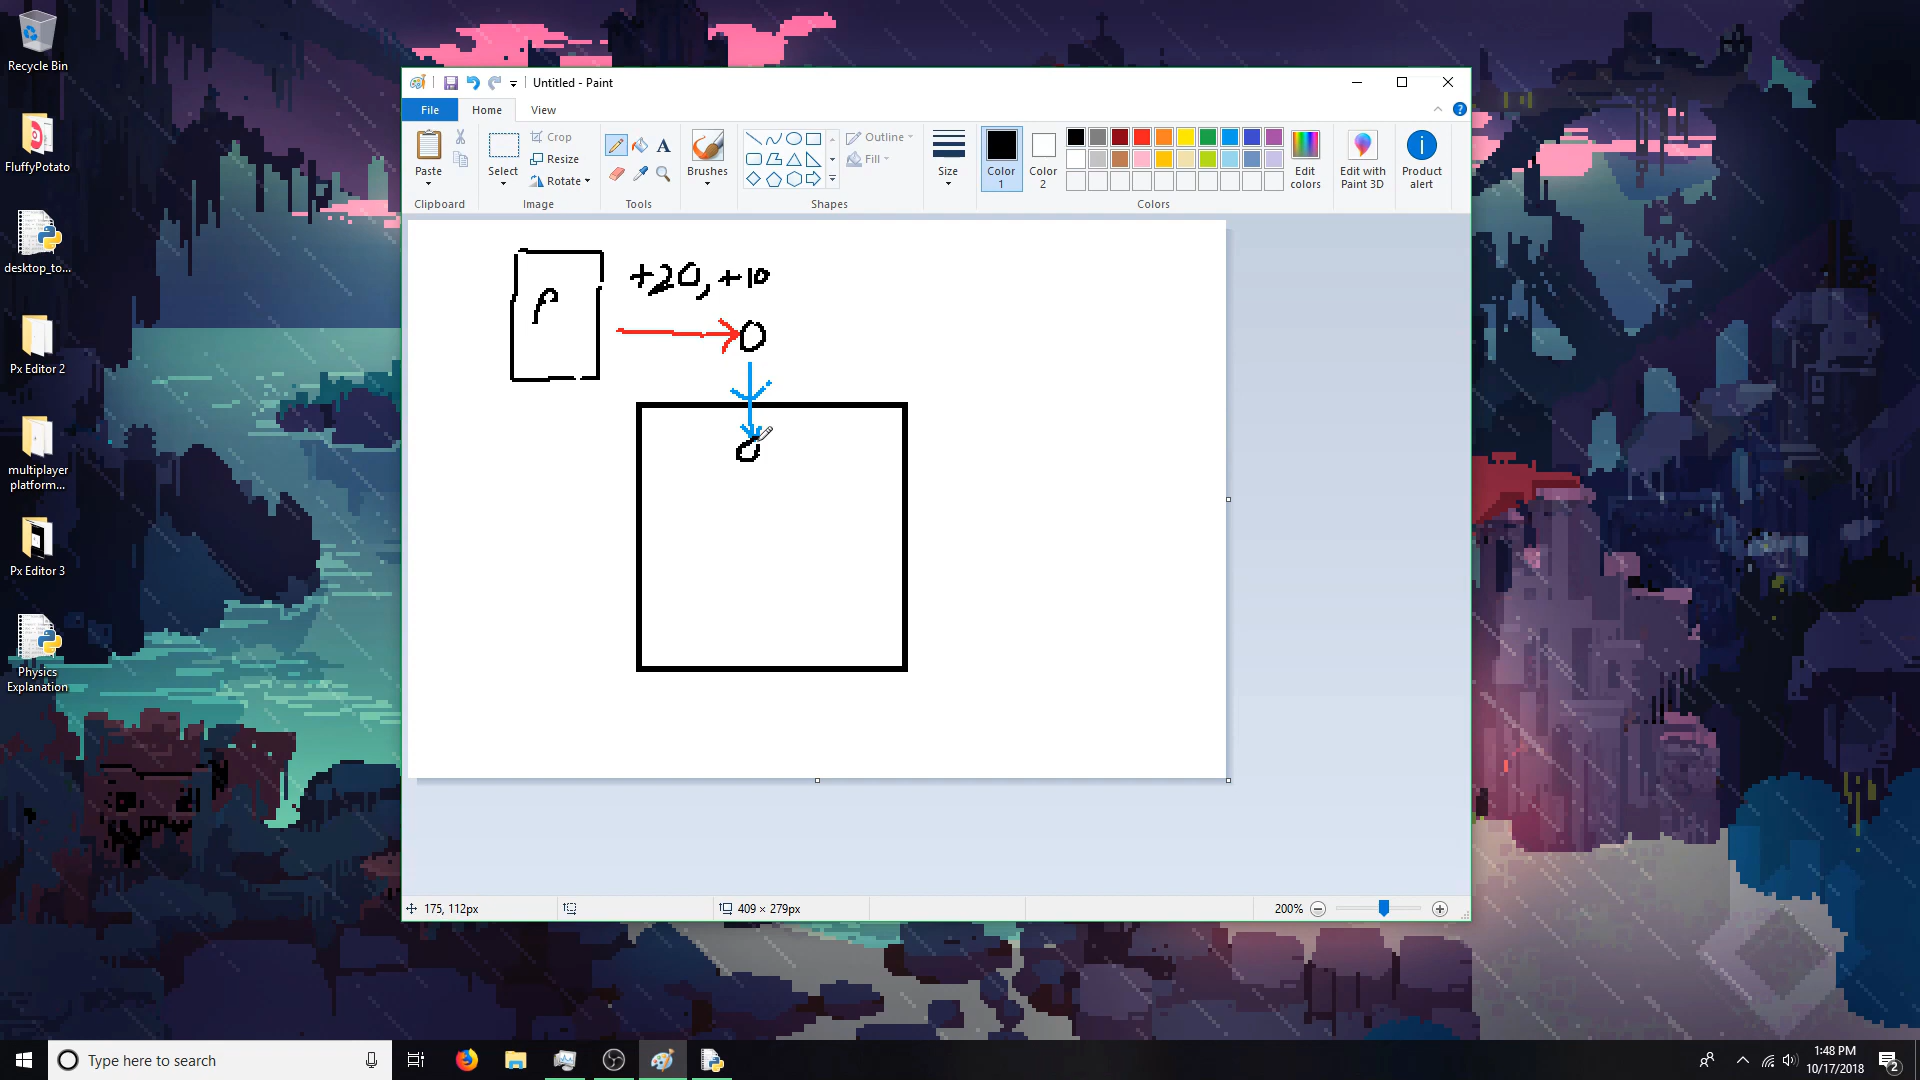 Recycle Bin
FluffyPotato
desktop_to...
Px Editor 2
multiplayer
platform...
Px Editor 3
Physics
Explanation
Untitled - Paint
File
Home
View
Paste
Clipboard
Select
Crop
Resize
Rotate
Image
A
Tools
Brushes
Outline
Fill
Shapes
Size
Color
1
Color
2
Edit
colors
Colors
Edit with
Paint 3D
Product
alert
+20, +10
175, 112px
409 × 279px
200%
Type here to search
1:48 PM
10/17/2018
2